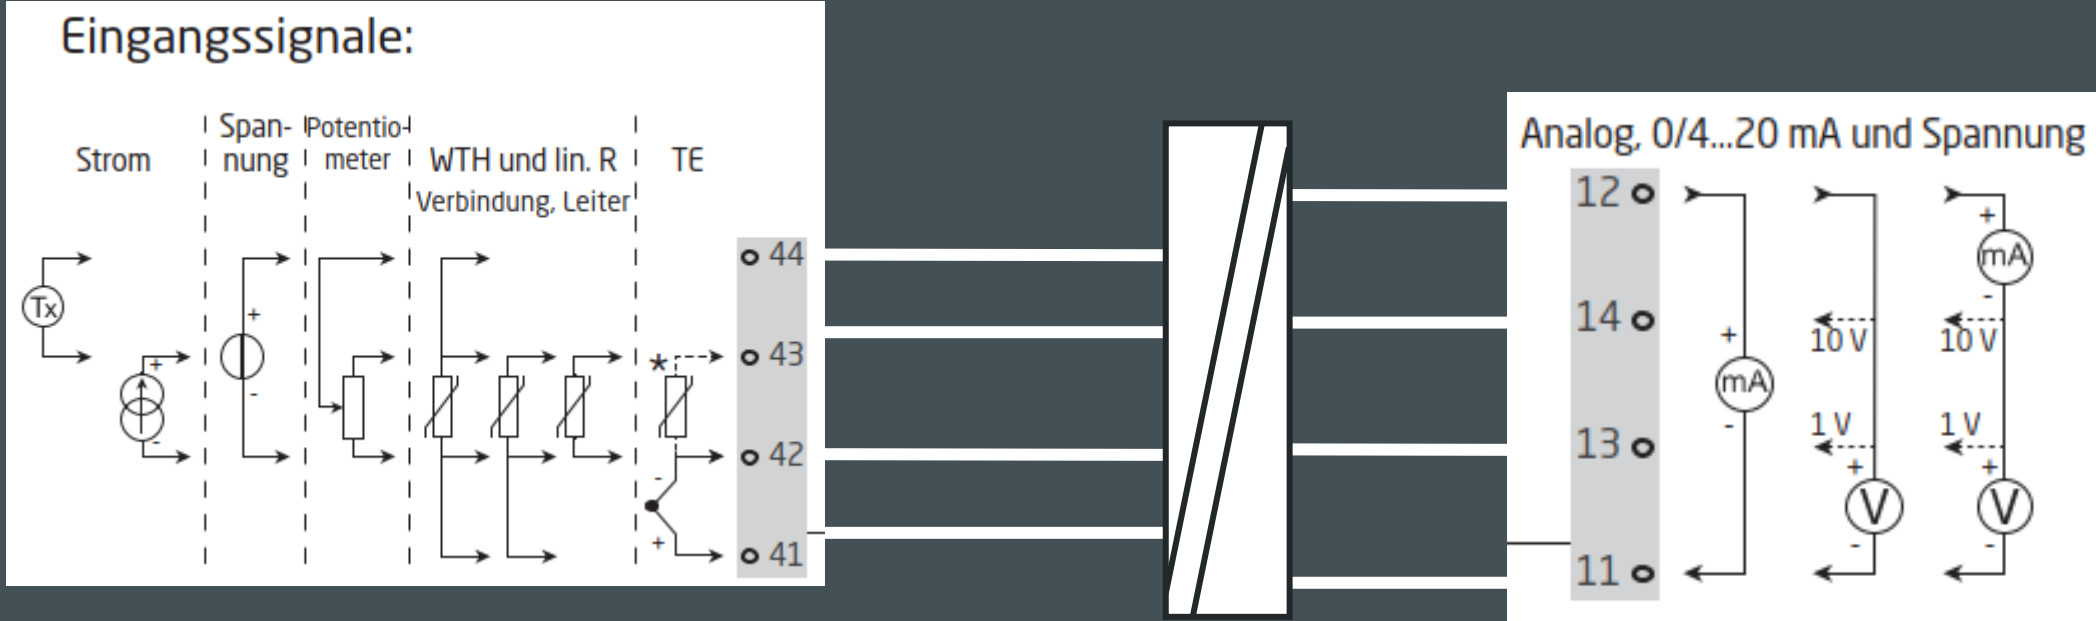 Eingangssignale:
Strom
Span-
nung
Potentio-
meter
WTH und lin. R
Verbindung, Leiter
TE
Tx
+
-
+
-
*
-
+
44
43
42
41
Analog, 0/4...20 mA und Spannung
12
14
13
11
+
mA
-
10 V
1 V
+
V
-
+
mA
-
10 V
1 V
+
V
-